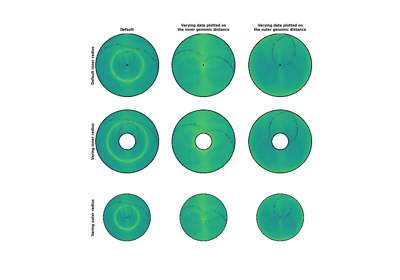 Default
Varying data plotted on
the inner genomic distance
Varying data plotted on
the outer genomic distance
Default inner radius
Varying inner radius
Varying outer radius